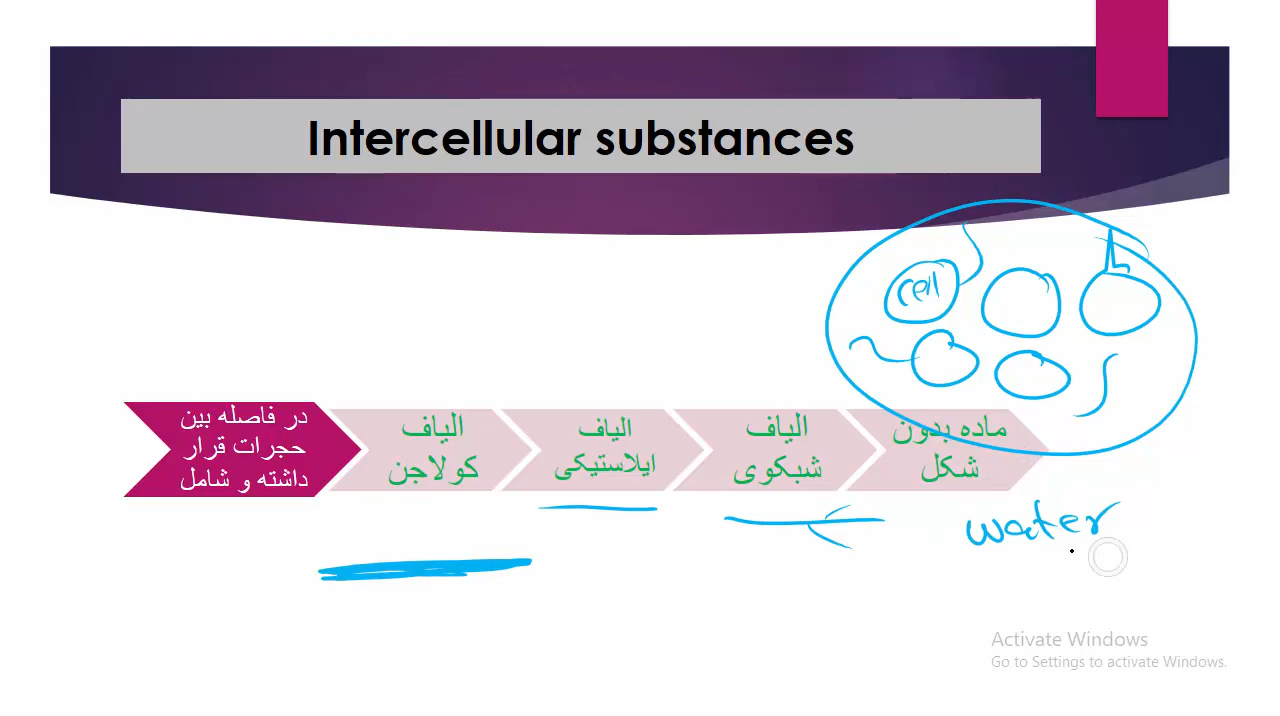 Intercellular substances
cell
در فاصله بین
حجرات قرار
داشته و شامل
الیاف
کولاجن
الیاف
ایلاستیکی
الیاف
شبکوی
ماده بدون
شکل
water
Activate Windows
Go to Settings to activate Windows.